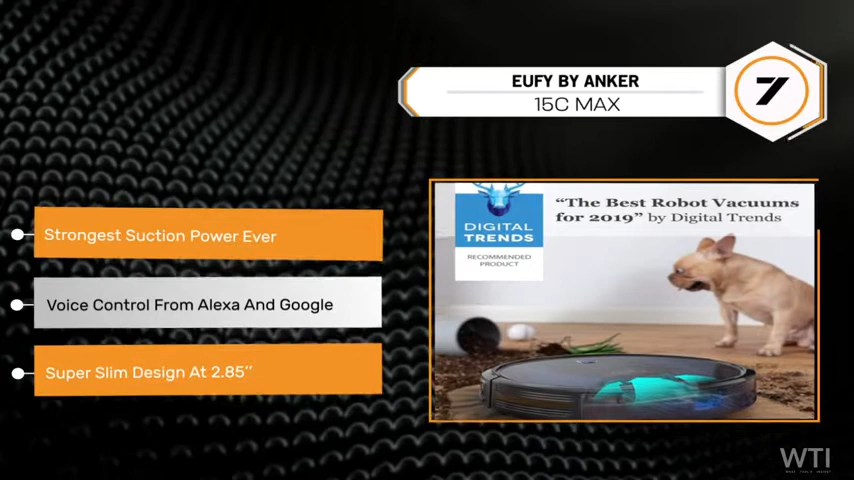 EUFY BY ANKER
15C MAX
7
Strongest Suction Power Ever
Voice Control From Alexa And Google
Super Slim Design At 2.85’’
DIGITAL
TRENDS
RECOMMENDED
PRODUCT
“The Best Robot Vacuums
for 2019” by Digital Trends
WTI